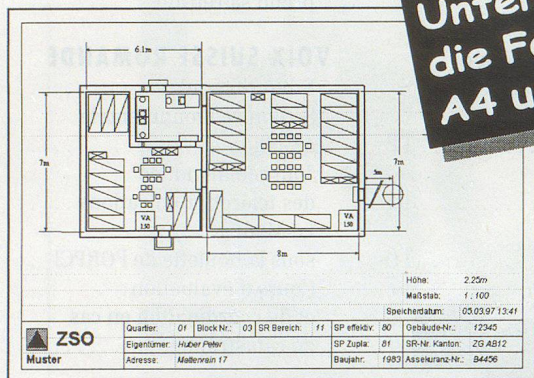 Unter
die Fo
A4 u
6.1m
7m
7m
5m
VA
150
VA
150
8m
Höhe: 2.25m
Maßstab: 1 : 100
Speicherdatum: 05.03.97 13:41
ZSO
Muster
Quartier: 01 Block Nr.: 03 SR Bereich: 11 SP effektiv: 80 Gebäude-Nr.: 12345
Eigentümer: Huber Peter SP Zupla: 81 SR-Nr. Kanton: ZG AB12
Adresse: Mattenrain 17 Baujahr: 1983 Assekuranz-Nr.: B4456
VOIX SUISSE ROMANDE